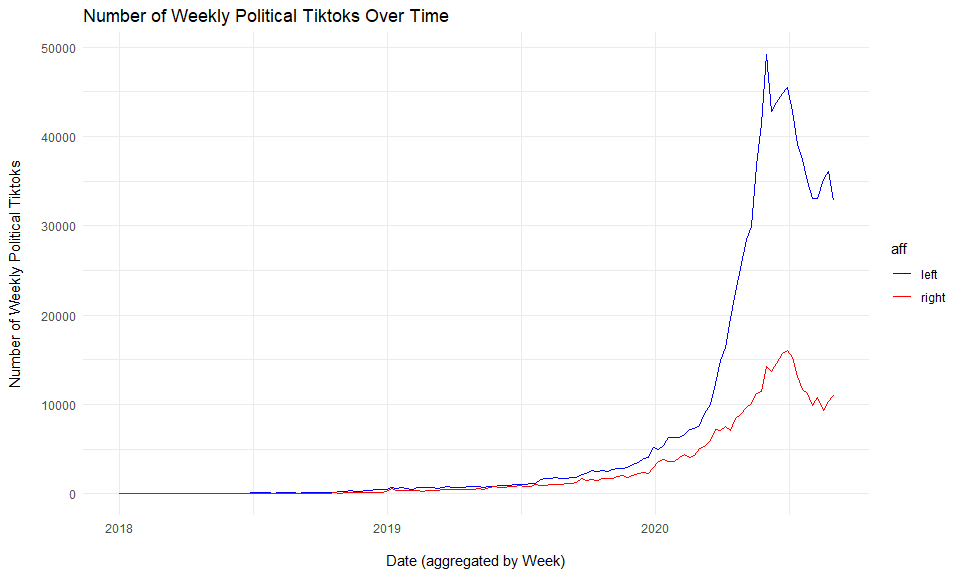 Number of Weekly Political Tiktoks Over Time
Number of Weekly Political Tiktoks
50000
40000
30000
20000
10000
0
2018
2019
2020
Date (aggregated by Week)
aff
left
right